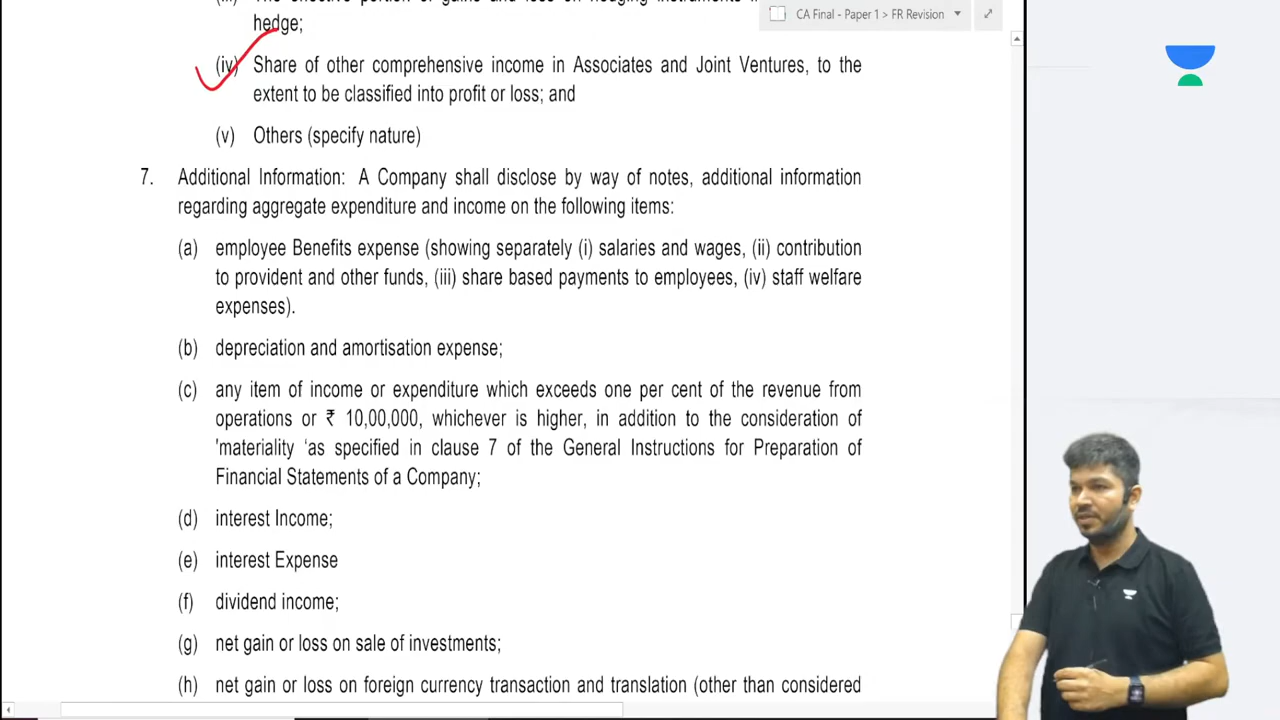 CA Final - Paper 1 > FR Revision
hedge;
(iv) Share of other comprehensive income in Associates and Joint Ventures, to the
extent to be classified into profit or loss; and
(v) Others (specify nature)
7. Additional Information: A Company shall disclose by way of notes, additional information
regarding aggregate expenditure and income on the following items:
(a) employee Benefits expense (showing separately (i) salaries and wages, (ii) contribution
to provident and other funds, (iii) share based payments to employees, (iv) staff welfare
expenses).
(b) depreciation and amortisation expense;
(c) any item of income or expenditure which exceeds one per cent of the revenue from
operations or ₹ 10,00,000, whichever is higher, in addition to the consideration of
'materiality ‘as specified in clause 7 of the General Instructions for Preparation of
Financial Statements of a Company;
(d) interest Income;
(e) interest Expense
(f) dividend income;
(g) net gain or loss on sale of investments;
(h) net gain or loss on foreign currency transaction and translation (other than considered